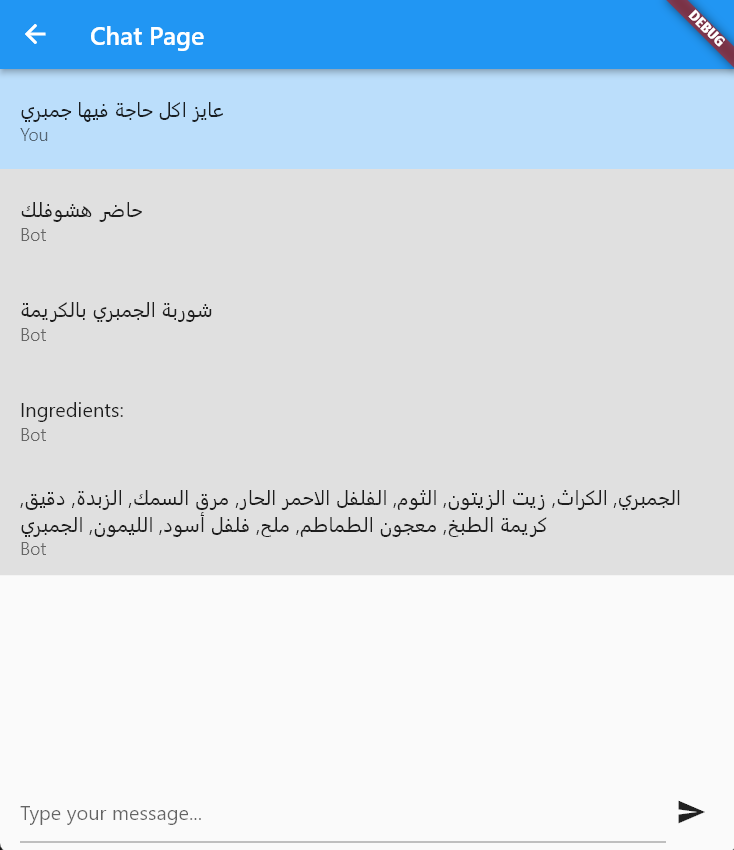 Chat Page
DEBUG
عايز اكل حاجة فيها جمبري
You
حاضر هشوفلك
Bot
شوربة الجمبري بالكريمة
Bot
Ingredients:
Bot
الجمبري, الكراث, زيت الزيتون, الثوم, الفلفل الاحمر الحار, مرق السمك, الزبدة, دقيق,
كريمة الطبخ, معجون الطماطم, ملح, فلفل أسود, الليمون, الجمبري
Bot
Type your message...